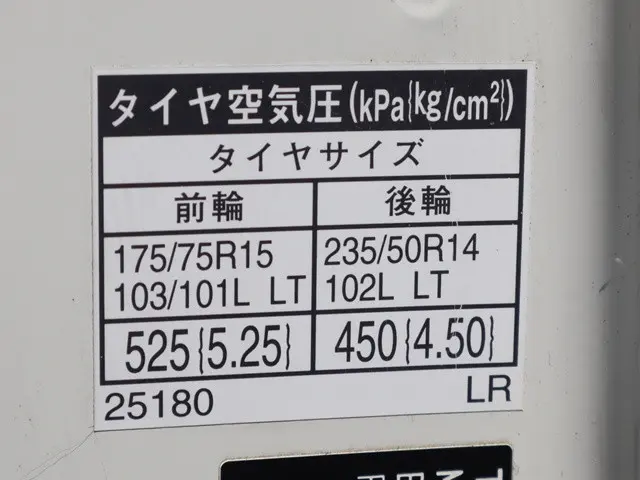 タイヤ空気圧(kPa{kg/cm²})
タイヤサイズ
前輪 後輪
175/75R15 235/50R14
103/101L LT 102L LT
525{5.25} 450{4.50}
25180 LR